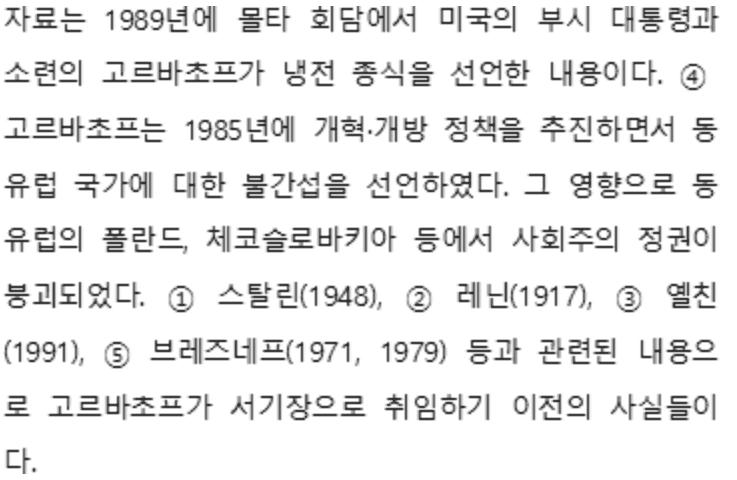 자료는 1989년에 몰타 회담에서 미국의 부시 대통령과
소련의 고르바초프가 냉전 종식을 선언한 내용이다. ④
고르바초프는 1985년에 개혁·개방 정책을 추진하면서 동
유럽 국가에 대한 불간섭을 선언하였다. 그 영향으로 동
유럽의 폴란드, 체코슬로바키아 등에서 사회주의 정권이
붕괴되었다. ① 스탈린(1948), ② 레닌(1917), ③ 옐친
(1991), ⑤ 브레즈네프(1971, 1979) 등과 관련된 내용으
로 고르바초프가 서기장으로 취임하기 이전의 사실들이
다.